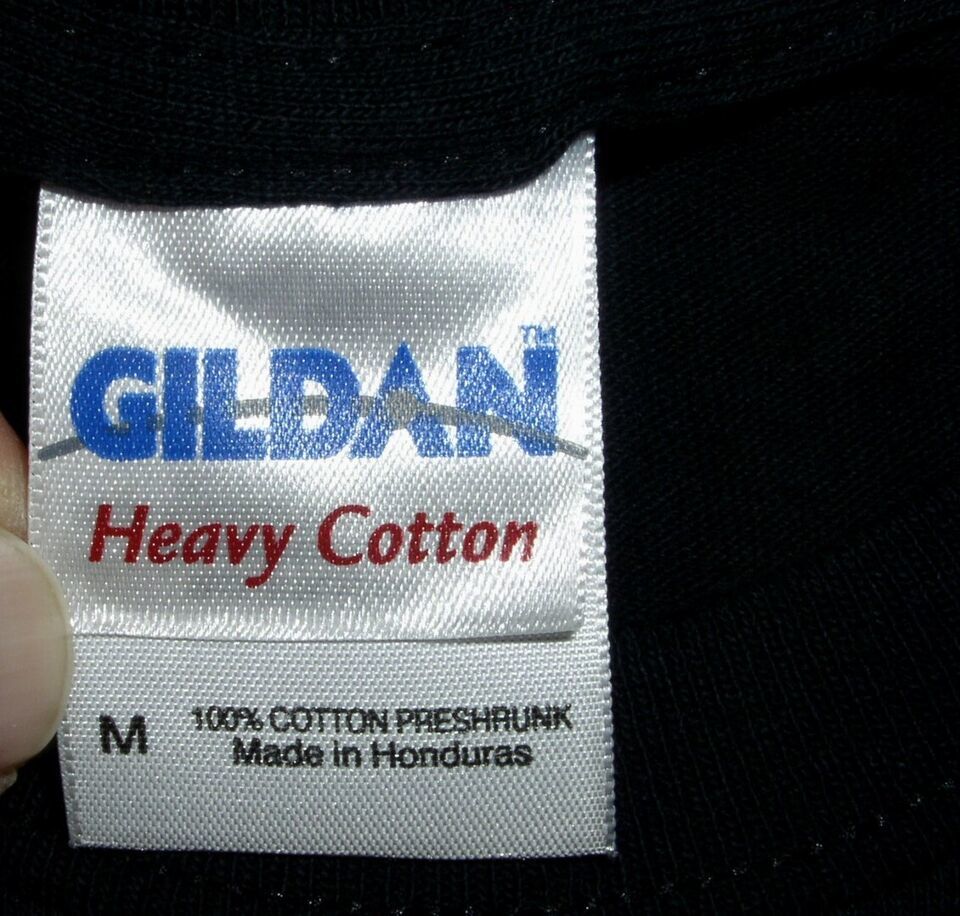 GILDAN™
Heavy Cotton
M 100% COTTON PRESHRUNK
Made in Honduras